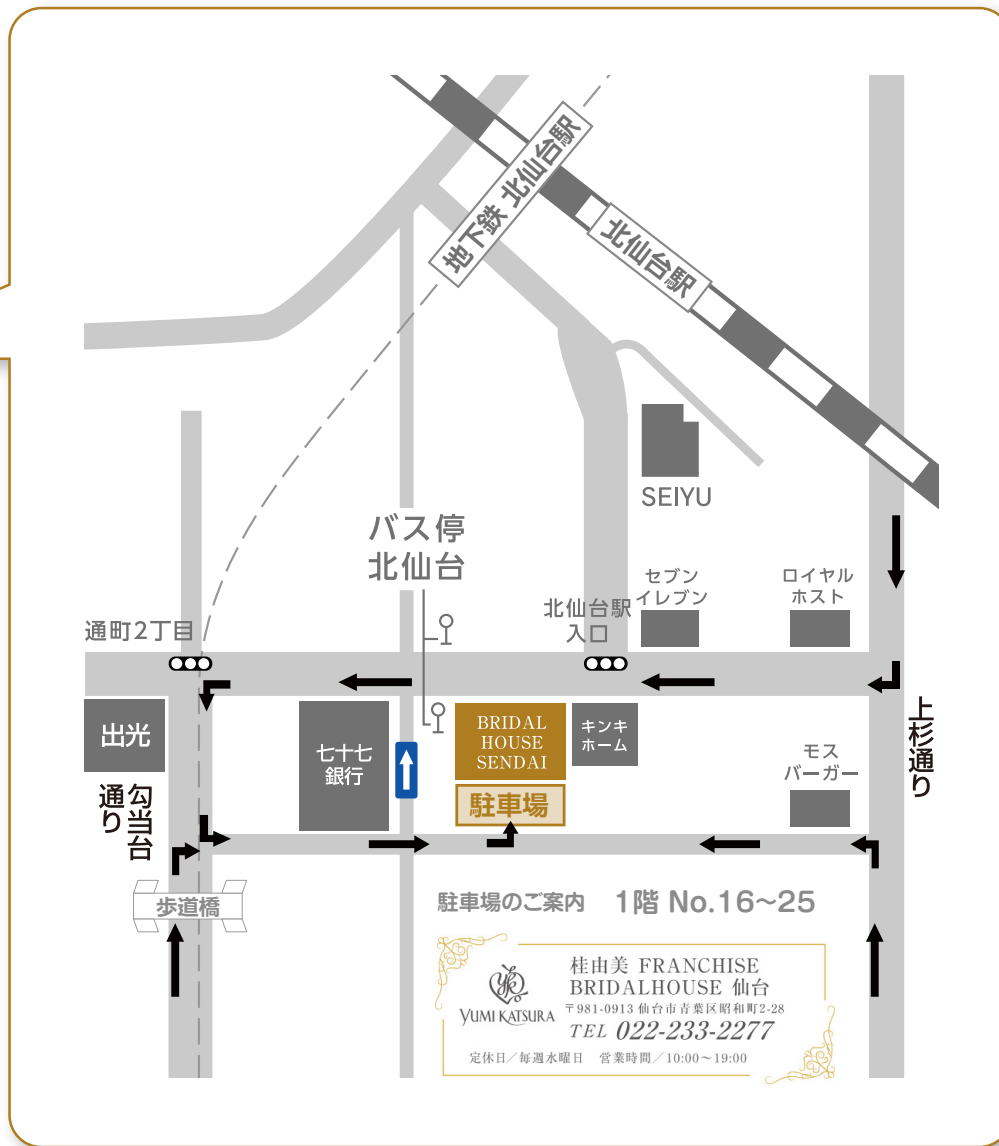 地下鉄 北仙台駅
北仙台駅
SEIYU
バス停
北仙台
セブン
イレブン
ロイヤル
ホスト
北仙台駅
入口
通町2丁目
出光
七十七
銀行
BRIDAL
HOUSE
SENDAI
キンキ
ホーム
駐車場
モス
バーガー
上杉通り
勾当台
通り
歩道橋
駐車場のご案内 1階 No.16〜25
YUMI KATSURA
桂由美 FRANCHISE
BRIDALHOUSE 仙台
〒981-0913 仙台市青葉区昭和町2-28
TEL 022-233-2277
定休日／毎週水曜日 営業時間／10:00〜19:00